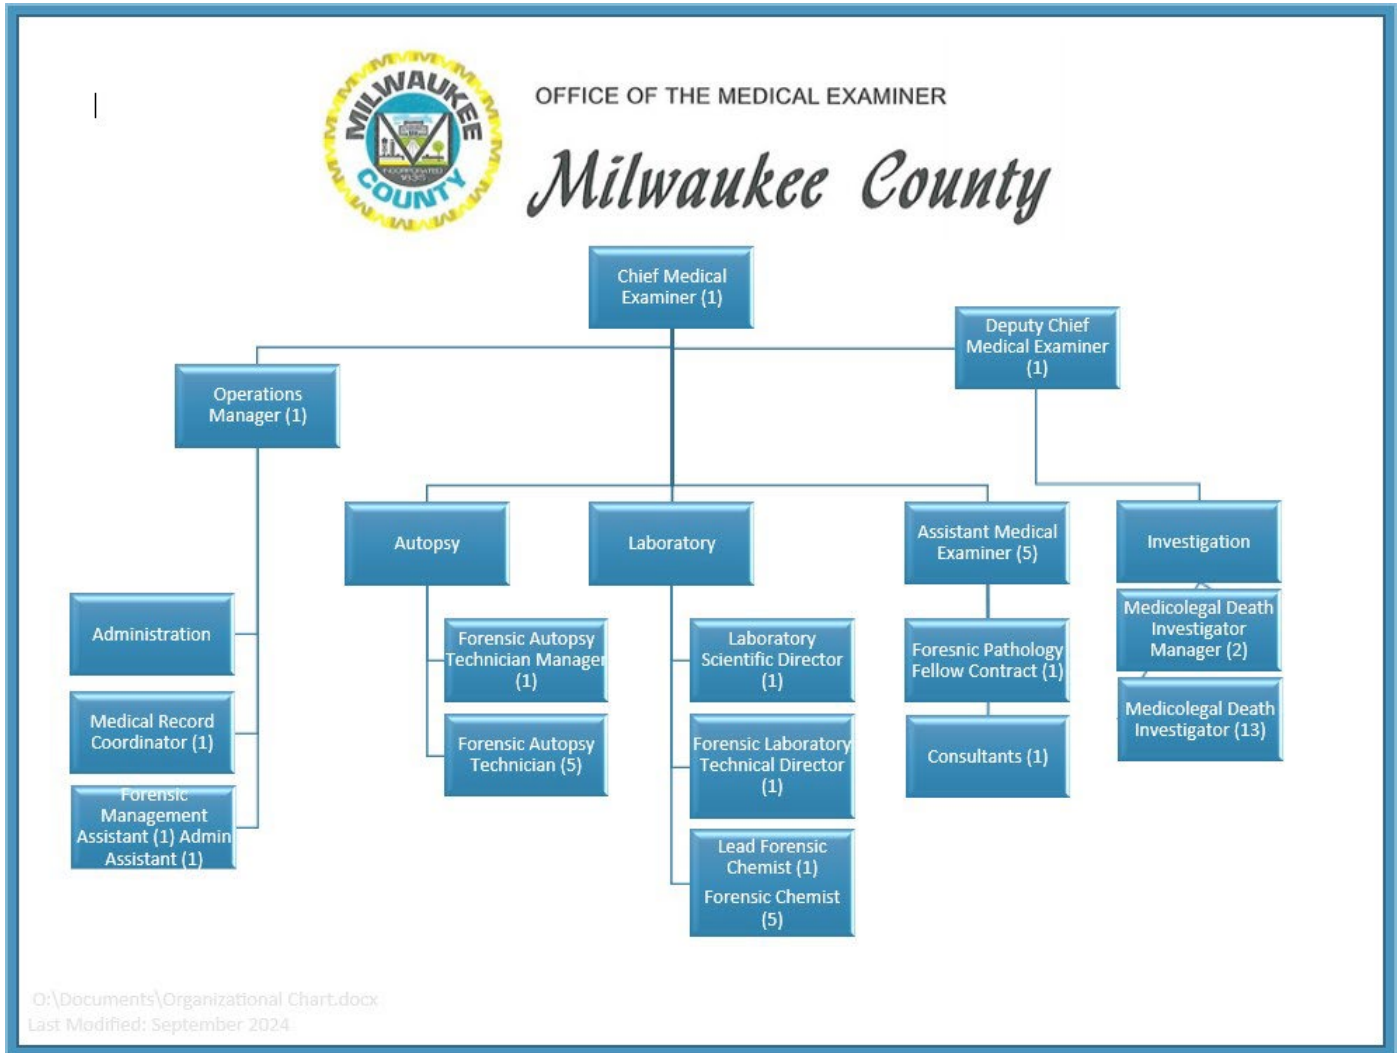 MILWAUKEE
COUNTY
INCORPORATED
1835
OFFICE OF THE MEDICAL EXAMINER
Milwaukee County
Chief Medical
Examiner (1)
Deputy Chief
Medical Examiner
(1)
Operations
Manager (1)
Autopsy
Laboratory
Assistant Medical
Examiner (5)
Investigation
Administration
Medical Record
Coordinator (1)
Forensic
Management
Assistant (1) Admin
Assistant (1)
Forensic Autopsy
Technician Manager
(1)
Forensic Autopsy
Technician (5)
Laboratory
Scientific Director
(1)
Forensic Laboratory
Technical Director
(1)
Lead Forensic
Chemist (1)
Forensic Chemist
(5)
Foresnic Pathology
Fellow Contract (1)
Consultants (1)
Medicolegal Death
Investigator
Manager (2)
Medicolegal Death
Investigator (13)
O:\Documents\Organizational Chart.docx
Last Modified: September 2024